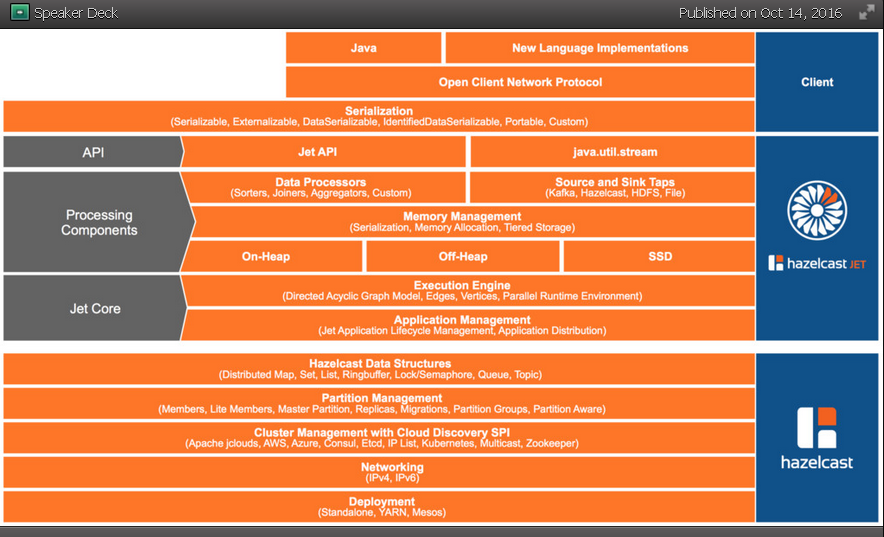 Speaker Deck
Published on Oct 14, 2016
Java
New Language Implementations
Open Client Network Protocol
Client
Serialization
(Serializable, Externalizable, DataSerializable, IdentifiedDataSerializable, Portable, Custom)
API
Jet API
java.util.stream
Processing
Components
Data Processors
(Sorters, Joiners, Aggregators, Custom)
Source and Sink Taps
(Kafka, Hazelcast, HDFS, File)
Memory Management
(Serialization, Memory Allocation, Tiered Storage)
On-Heap
Off-Heap
SSD
hazelcast JET
Jet Core
Execution Engine
(Directed Acyclic Graph Model, Edges, Vertices, Parallel Runtime Environment)
Application Management
(Jet Application Lifecycle Management, Application Distribution)
Hazelcast Data Structures
(Distributed Map, Set, List, Ringbuffer, Lock/Semaphore, Queue, Topic)
Partition Management
(Members, Lite Members, Master Partition, Replicas, Migrations, Partition Groups, Partition Aware)
Cluster Management with Cloud Discovery SPI
(Apache jclouds, AWS, Azure, Consul, Etcd, IP List, Kubernetes, Multicast, Zookeeper)
Networking
(IPv4, IPv6)
Deployment
(Standalone, YARN, Mesos)
hazelcast